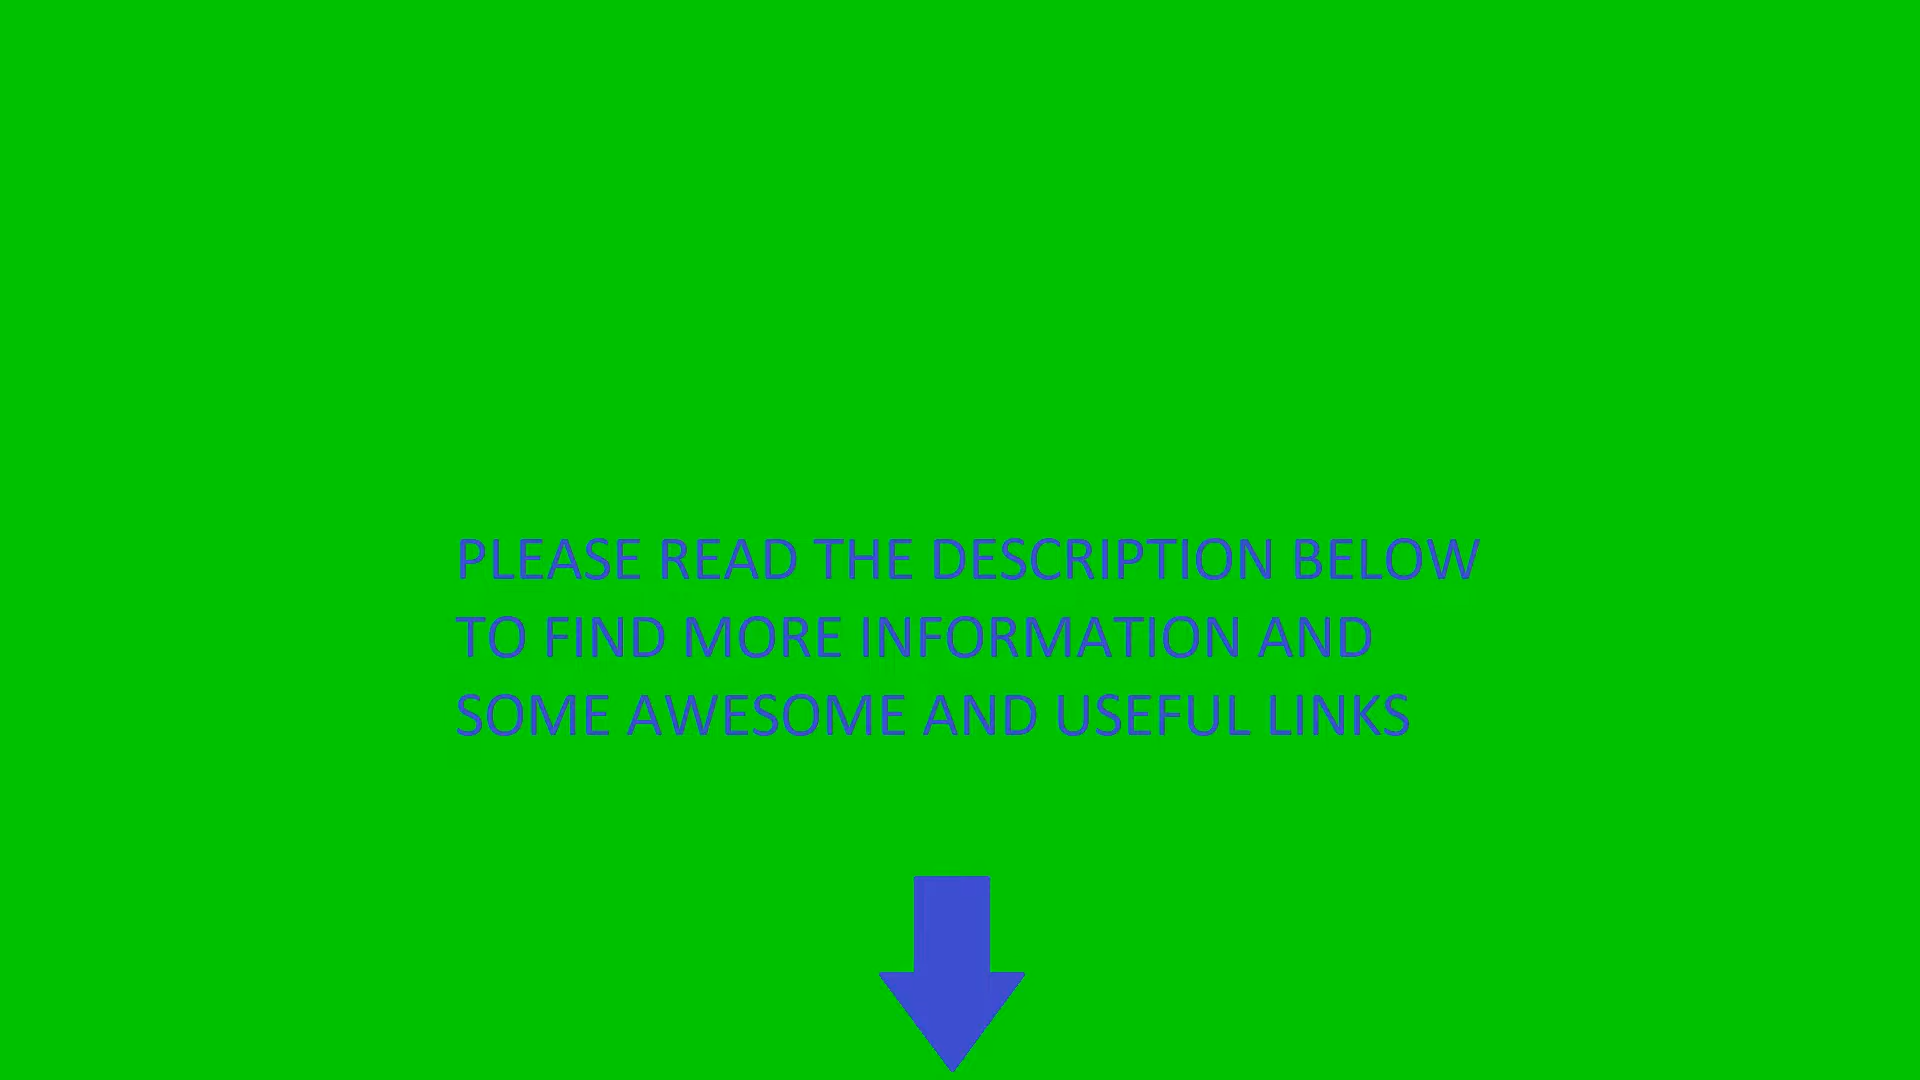 PLEASE READ THE DESCRIPTION BELOW
TO FIND MORE INFORMATION AND
SOME AWESOME AND USEFUL LINKS